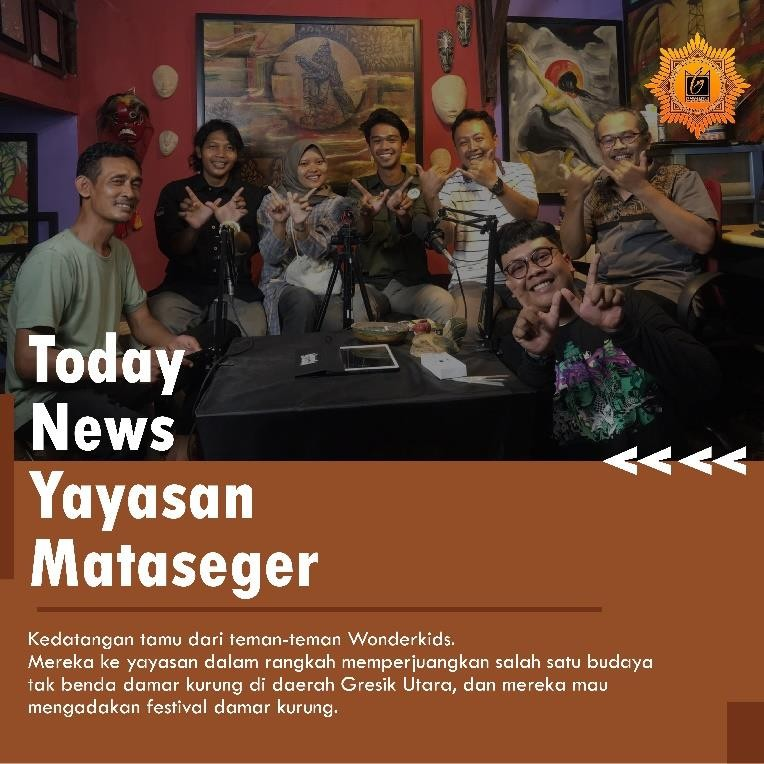 Today
News
Yayasan
Mataseger
Kedatangan tamu dari teman-teman Wonderkids.
Mereka ke yayasan dalam rangkah memperjuangkan salah satu budaya
tak benda damar kurung di daerah Gresik Utara, dan mereka mau
mengadakan festival damar kurung.